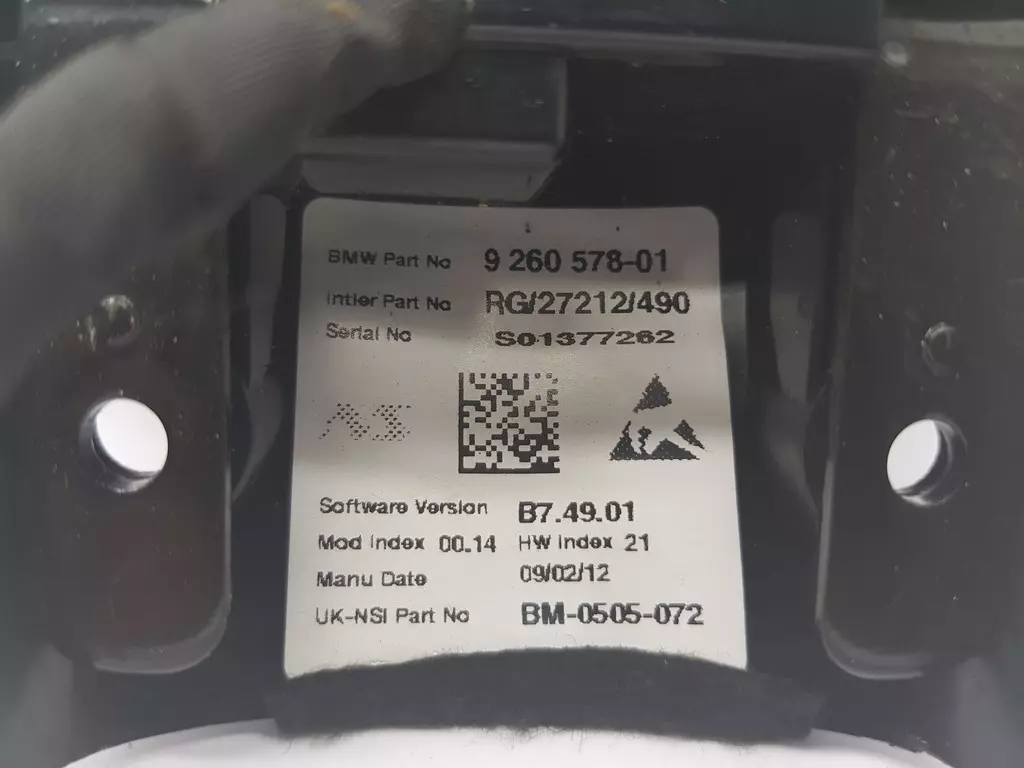 BMW Part No 9 260 578-01
Intier Part No RG/27212/490
Serial No S01377262
NS
Software Version B7.49.01
Mod Index 00.14 HW Index 21
Manu Date 09/02/12
UK-NSI Part No BM-0505-072